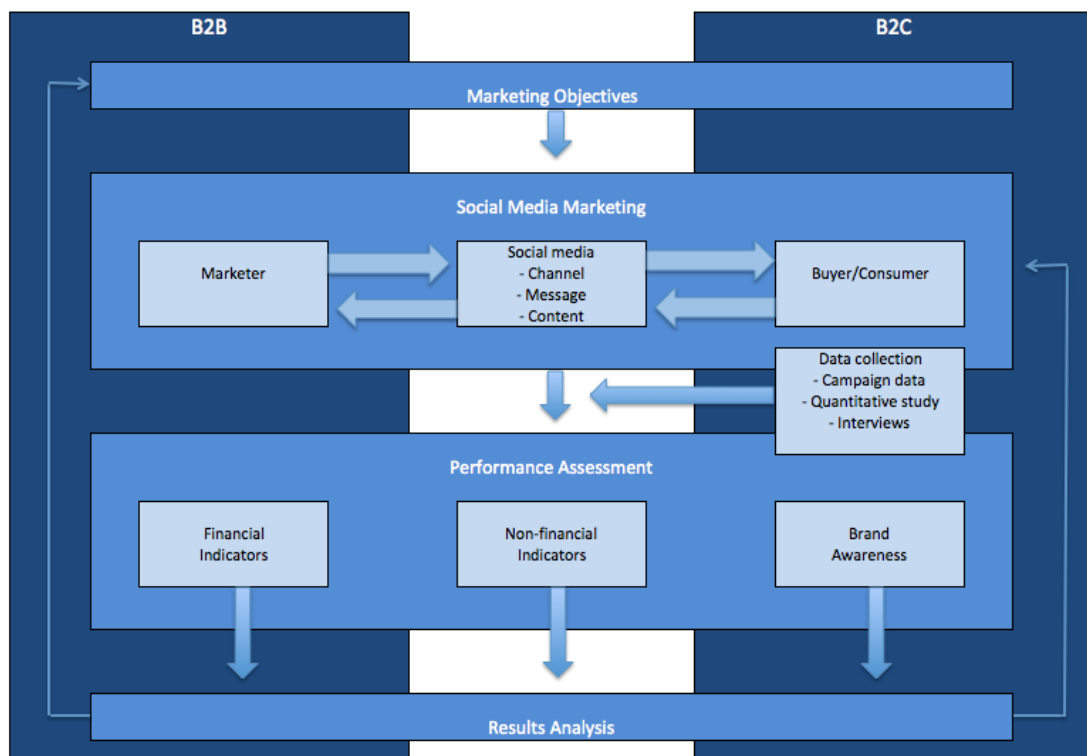 B2B
B2C
Marketing Objectives
Social Media Marketing
Marketer
Social media
- Channel
- Message
- Content
Buyer/Consumer
Data collection
- Campaign data
- Quantitative study
- Interviews
Performance Assessment
Financial
Indicators
Non-financial
Indicators
Brand
Awareness
Results Analysis